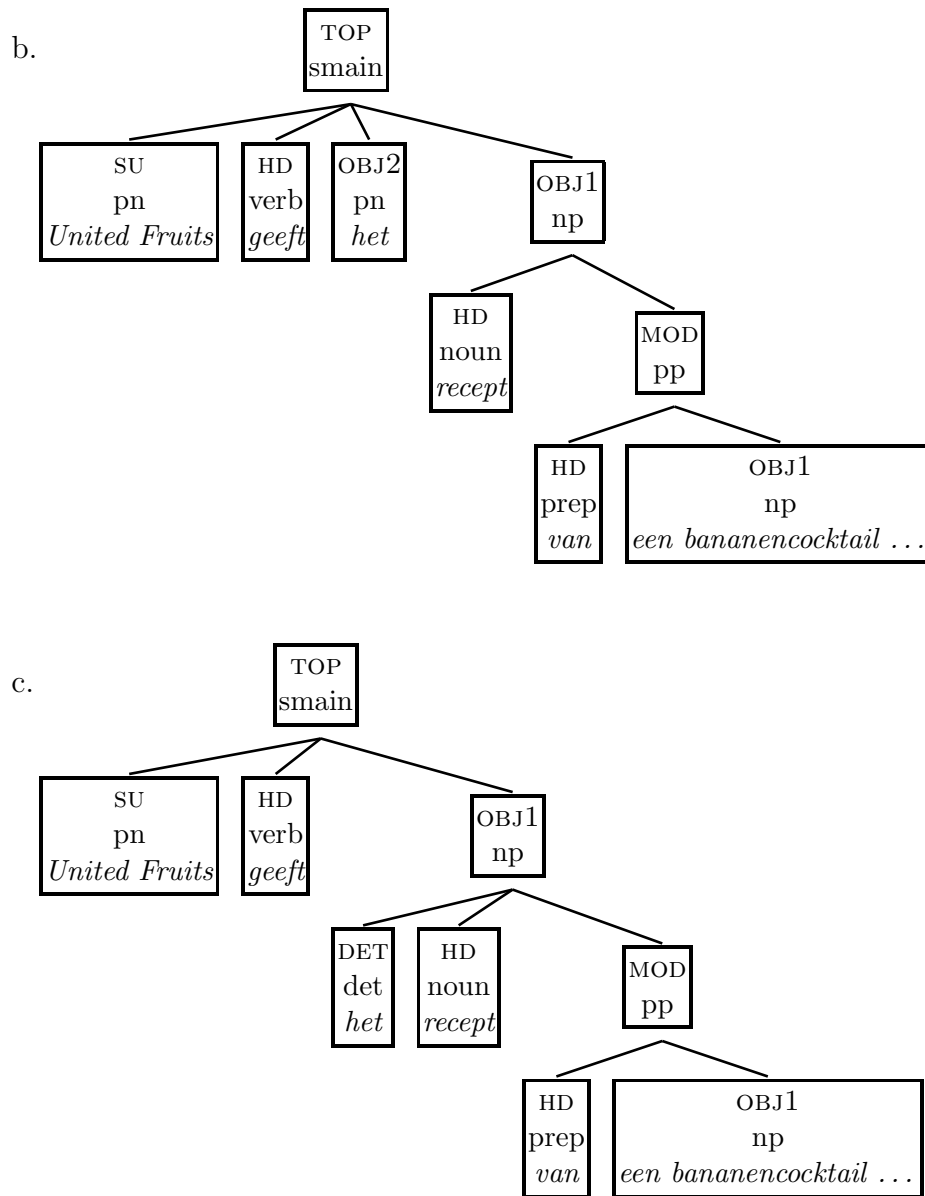 b.
TOP
smain
SU
pn
United Fruits
HD
verb
geeft
OBJ2
pn
het
OBJ1
np
HD
noun
recept
MOD
pp
HD
prep
van
OBJ1
np
een bananencocktail ...
c.
TOP
smain
SU
pn
United Fruits
HD
verb
geeft
OBJ1
np
DET
det
het
HD
noun
recept
MOD
pp
HD
prep
van
OBJ1
np
een bananencocktail ...